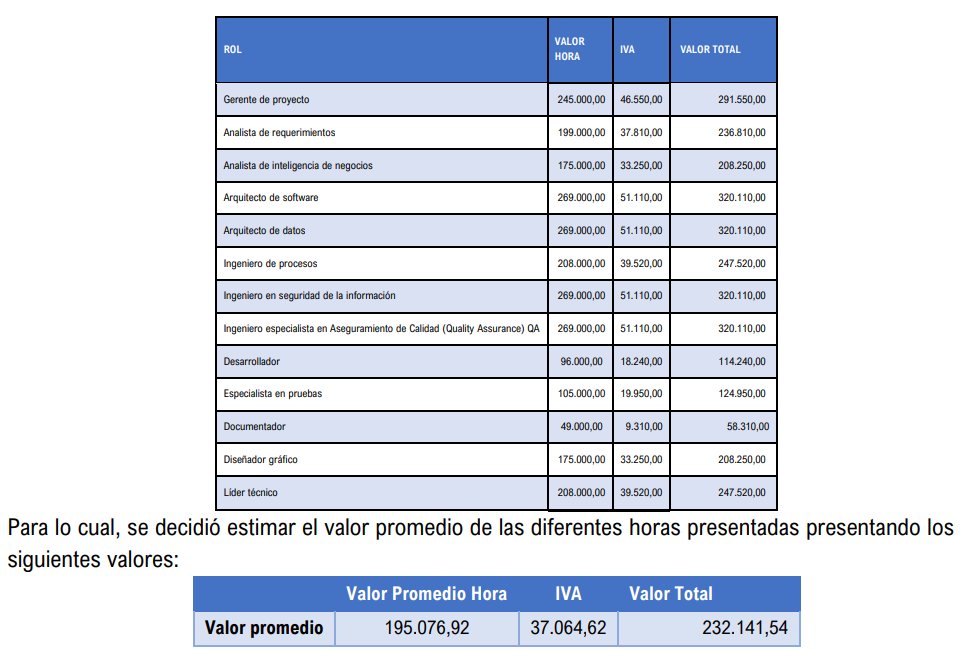 ROL VALOR HORA IVA VALOR TOTAL
Gerente de proyecto 245.000,00 46.550,00 291.550,00
Analista de requerimientos 199.000,00 37.810,00 236.810,00
Analista de inteligencia de negocios 175.000,00 33.250,00 208.250,00
Arquitecto de software 269.000,00 51.110,00 320.110,00
Arquitecto de datos 269.000,00 51.110,00 320.110,00
Ingeniero de procesos 208.000,00 39.520,00 247.520,00
Ingeniero en seguridad de la información 269.000,00 51.110,00 320.110,00
Ingeniero especialista en Aseguramiento de Calidad (Quality Assurance) QA 269.000,00 51.110,00 320.110,00
Desarrollador 96.000,00 18.240,00 114.240,00
Especialista en pruebas 105.000,00 19.950,00 124.950,00
Documentador 49.000,00 9.310,00 58.310,00
Diseñador gráfico 175.000,00 33.250,00 208.250,00
Líder técnico 208.000,00 39.520,00 247.520,00
Para lo cual, se decidió estimar el valor promedio de las diferentes horas presentadas presentando los
siguientes valores:
Valor Promedio Hora IVA Valor Total
Valor promedio 195.076,92 37.064,62 232.141,54